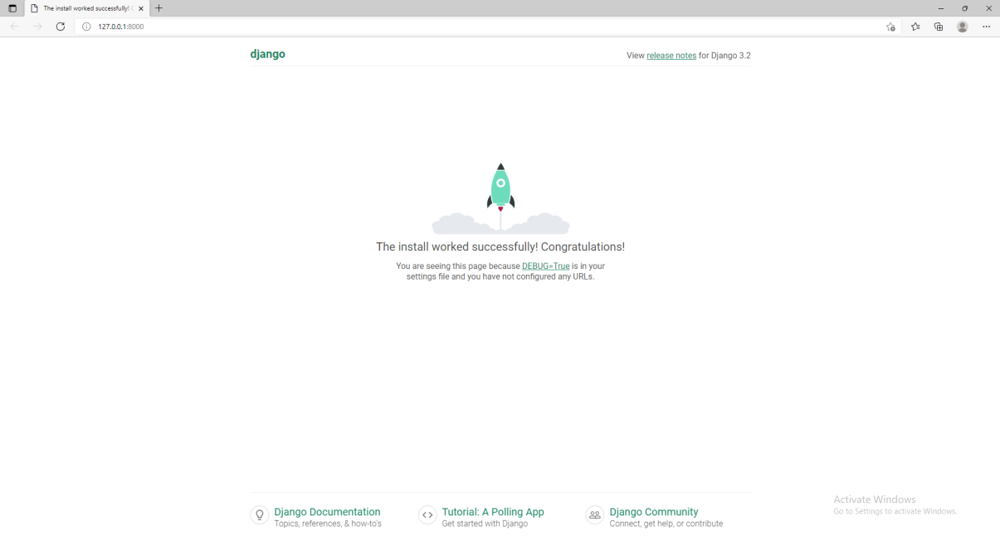 The install worked successfully!
127.0.0.1:8000
django
View release notes for Django 3.2
The install worked successfully! Congratulations!
You are seeing this page because DEBUG=True is in your
settings file and you have not configured any URLs.
Django Documentation
Topics, references, & how-to's
Tutorial: A Polling App
Get started with Django
Django Community
Connect, get help, or contribute
Activate Windows
Go to Settings to activate Windows.